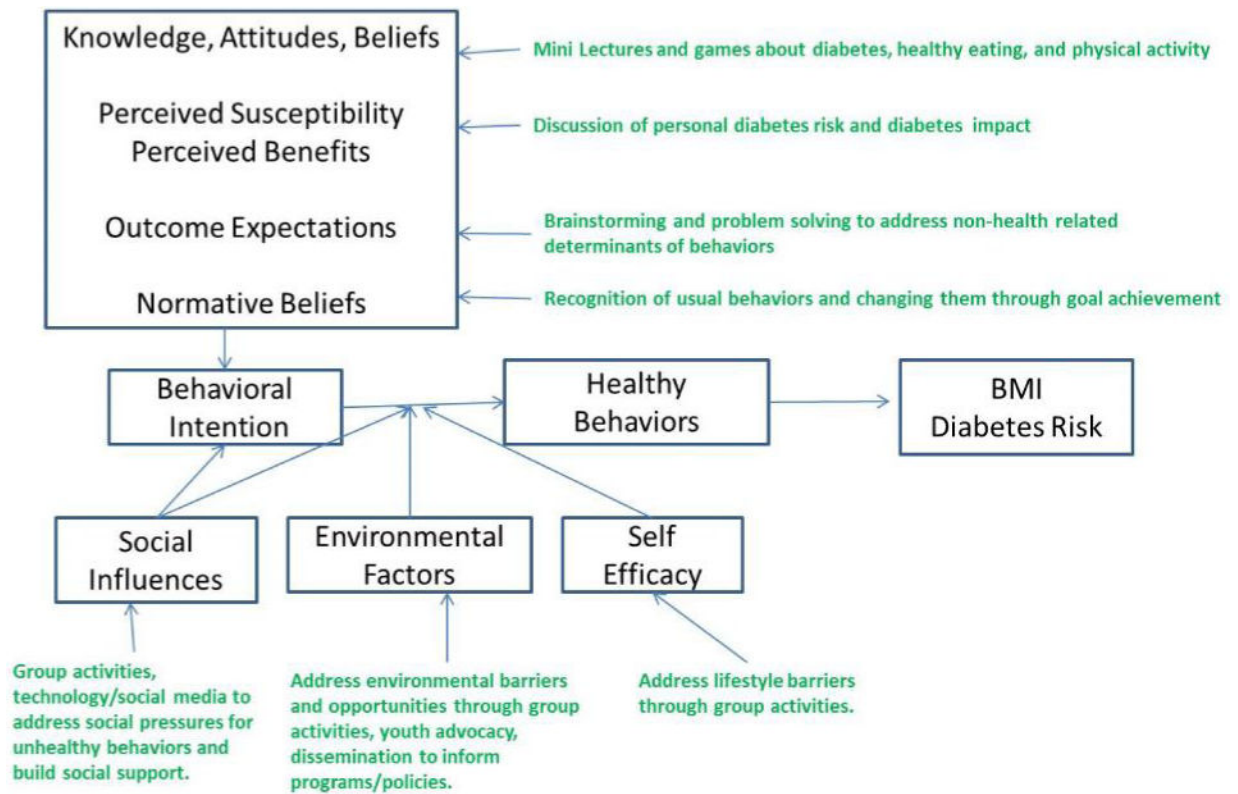 Knowledge, Attitudes, Beliefs
Mini Lectures and games about diabetes, healthy eating, and physical activity
Perceived Susceptibility
Perceived Benefits
Discussion of personal diabetes risk and diabetes impact
Outcome Expectations
Brainstorming and problem solving to address non-health related
determinants of behaviors
Normative Beliefs
Recognition of usual behaviors and changing them through goal achievement
Behavioral
Intention
Healthy
Behaviors
BMI
Diabetes Risk
Social
Influences
Environmental
Factors
Self
Efficacy
Group activities,
technology/social media to
address social pressures for
unhealthy behaviors and
build social support.
Address environmental barriers
and opportunities through group
activities, youth advocacy,
dissemination to inform
programs/policies.
Address lifestyle barriers
through group activities.